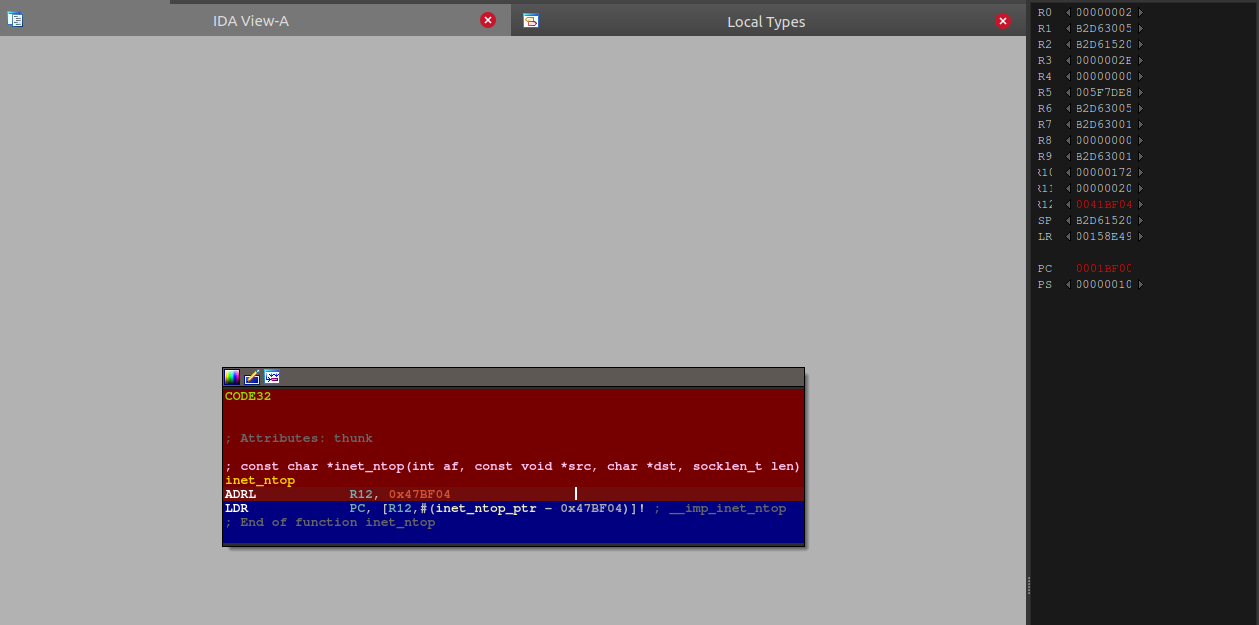 IDA View-A
Local Types
CODE32
; Attributes: thunk
; const char *inet_ntop(int af, const void *src, char *dst, socklen_t len)
inet_ntop
ADRL R12, 0x47BF04
LDR PC, [R12,#(inet_ntop_ptr - 0x47BF04)]! ; __imp_inet_ntop
; End of function inet_ntop
R0 00000002
R1 B2D63005
R2 B2D61520
R3 0000002E
R4 00000000
R5 005F7DE8
R6 B2D63005
R7 B2D63001
R8 00000000
R9 B2D63001
R10 00000172
R11 00000020
R12 0041BF04
SP B2D61520
LR 00158E49
PC 0001BF00
PS 00000010